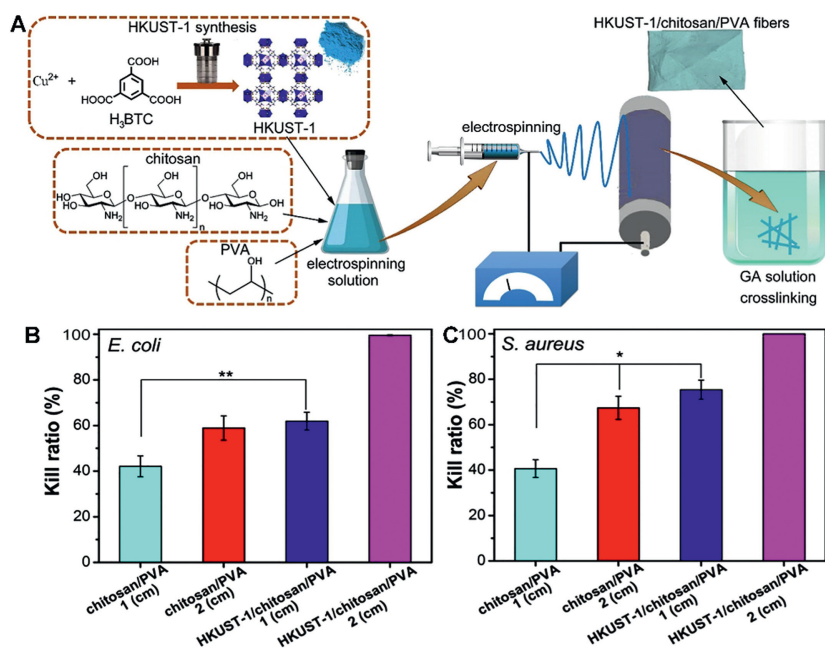 A
HKUST-1 synthesis
Cu²⁺ +
COOH
HOOC
COOH
H₃BTC
HKUST-1
chitosan
OH
OH
OH
HO
O
O
O
O
O
OH
HO
HO
HO
NH₂
NH₂
NH₂
n
PVA
OH
n
electrospinning
solution
electrospinning
HKUST-1/chitosan/PVA fibers
GA solution
crosslinking
B
E. coli
**
Kill ratio (%)
100
80
60
40
20
0
chitosan/PVA
1 (cm)
chitosan/PVA
2 (cm)
HKUST-1/chitosan/PVA
1 (cm)
HKUST-1/chitosan/PVA
2 (cm)
C
S. aureus
*
Kill ratio (%)
100
80
60
40
20
0
chitosan/PVA
1 (cm)
chitosan/PVA
2 (cm)
HKUST-1/chitosan/PVA
1 (cm)
HKUST-1/chitosan/PVA
2 (cm)